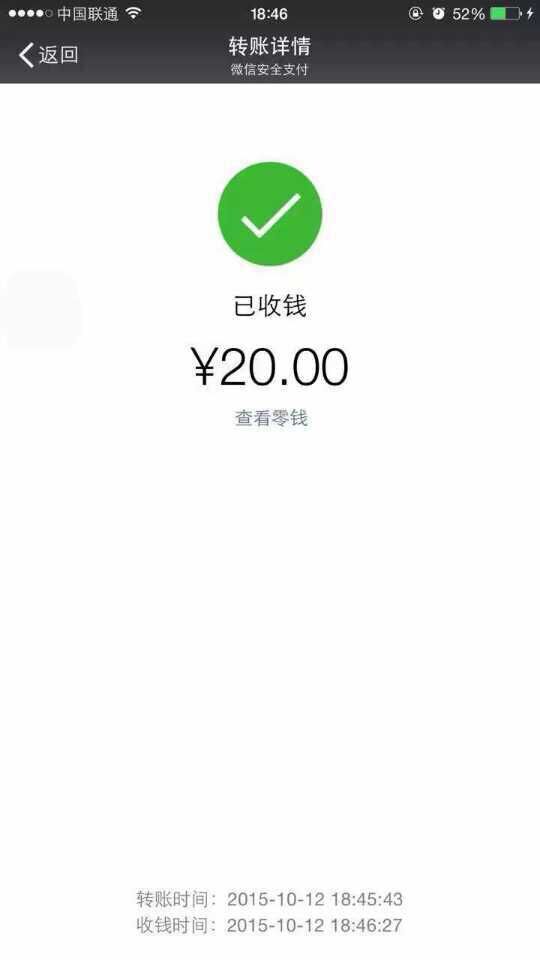 中国联通 18:46 52%
返回 转账详情
微信安全支付
已收钱
¥20.00
查看零钱
转账时间：2015-10-12 18:45:43
收钱时间：2015-10-12 18:46:27